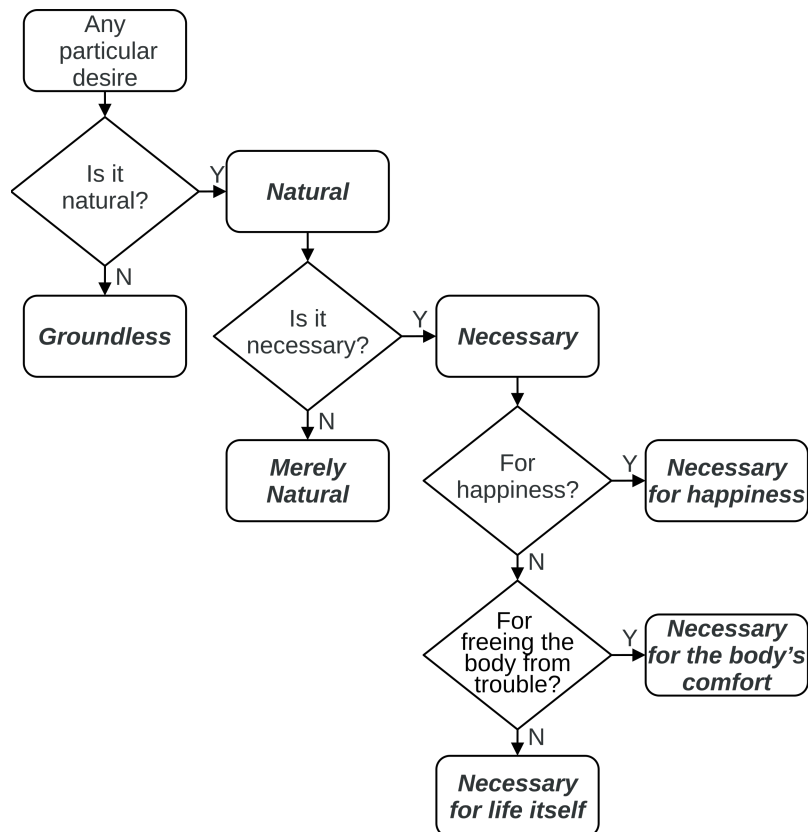 Any
particular
desire
Is it
natural?
Y
Natural
N
Groundless
Is it
necessary?
Y
Necessary
N
Merely
Natural
For
happiness?
Y
Necessary
for happiness
N
For
freeing the
body from
trouble?
Y
Necessary
for the body’s
comfort
N
Necessary
for life itself